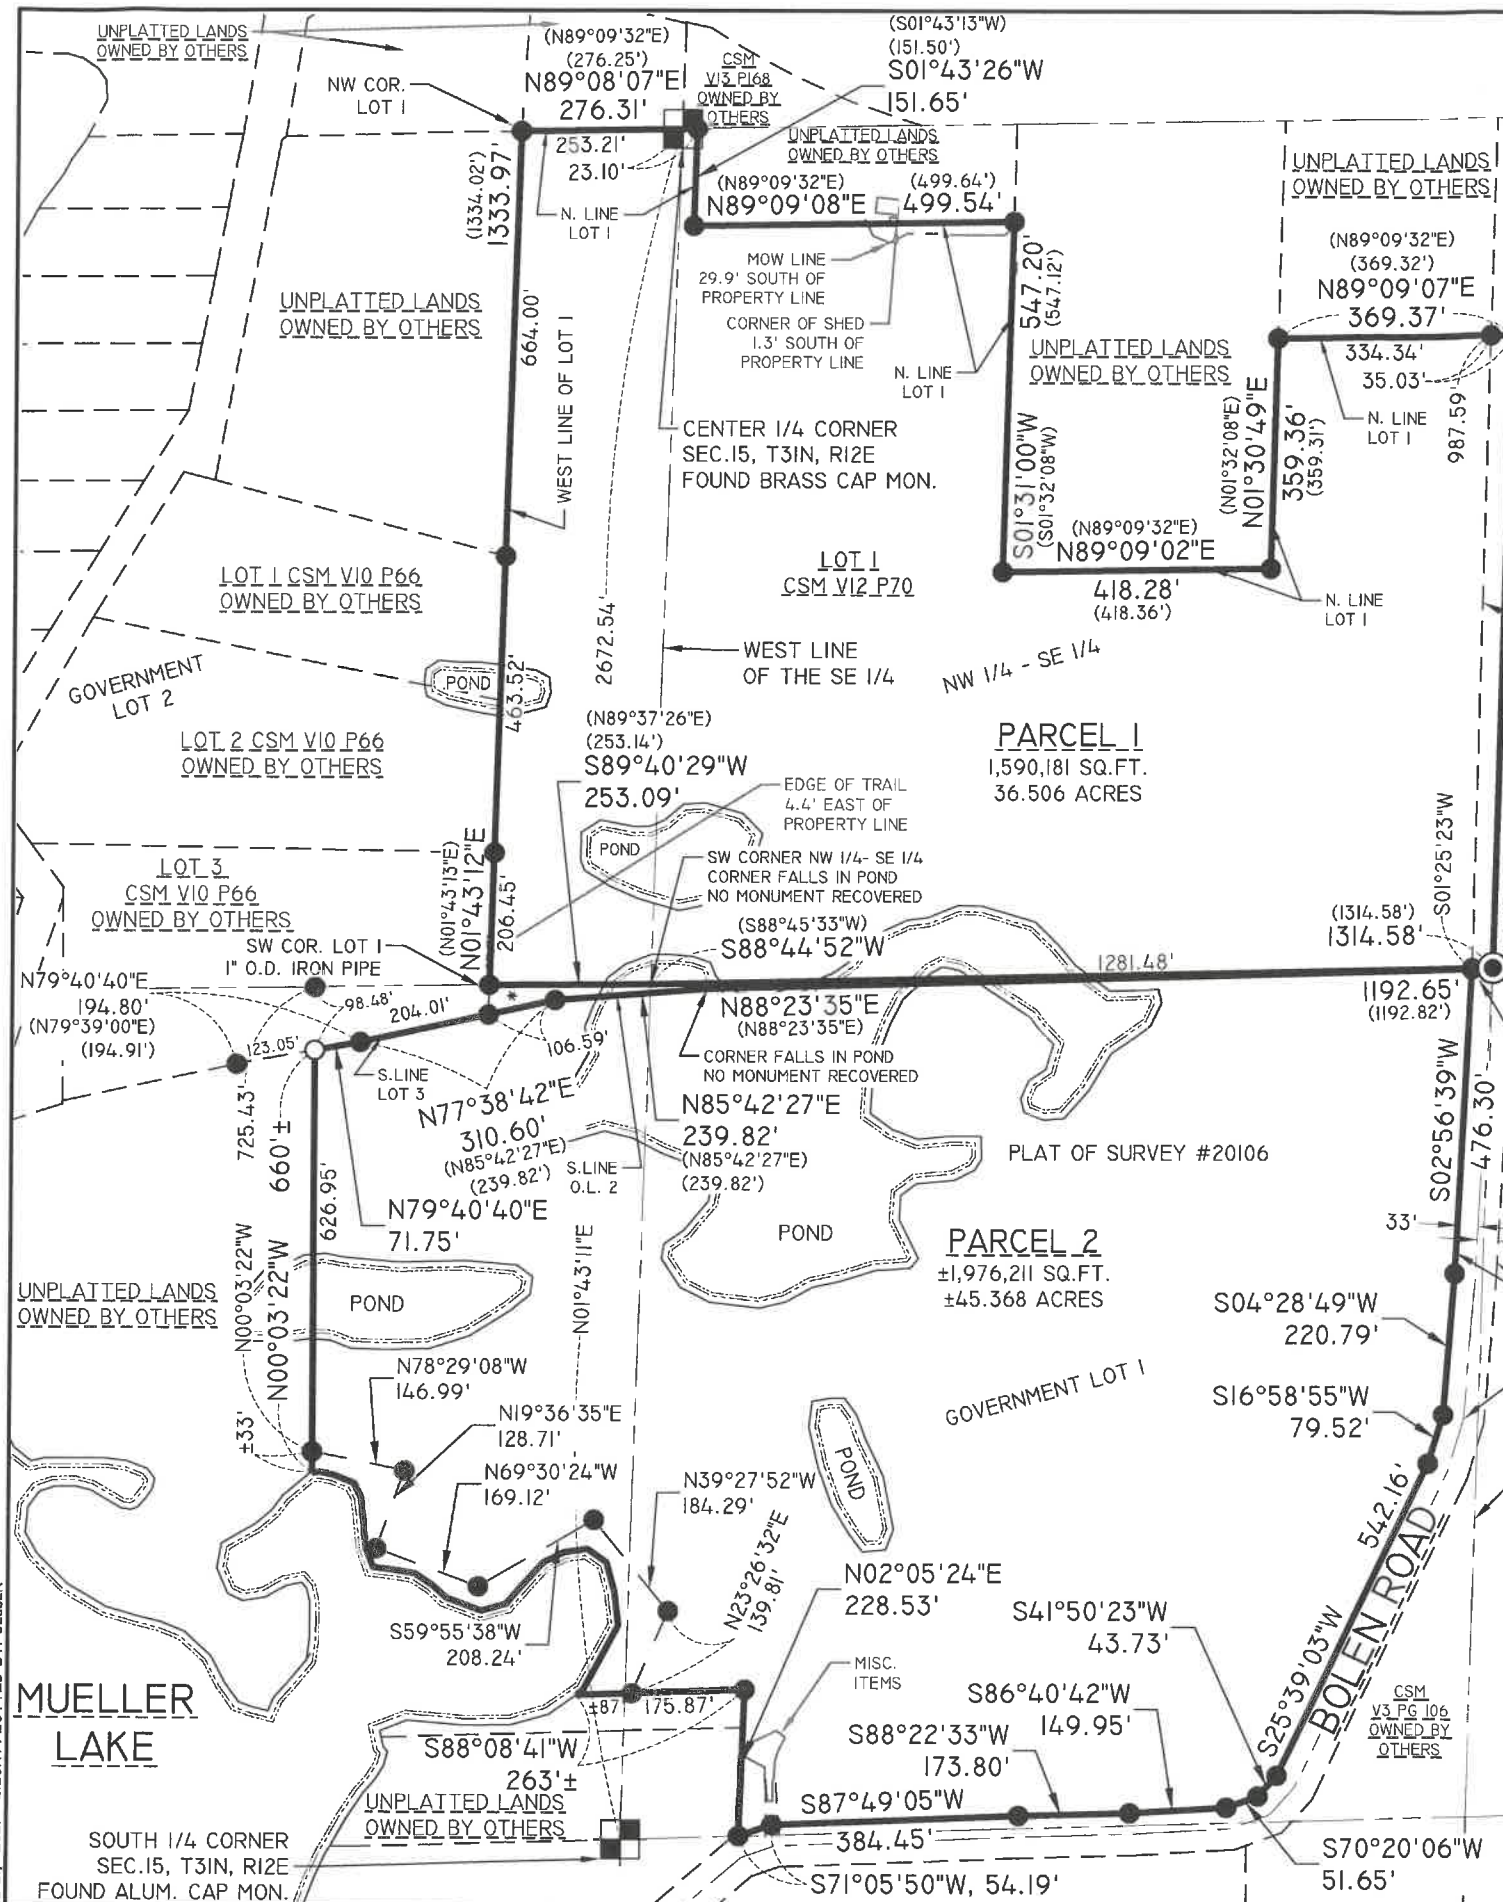 UNPLATTED LANDS
OWNED BY OTHERS
NW COR.
LOT 1
(N89°09'32"E)
(276.25')
N89°08'07"E
276.31'
253.21'
23.10'
N. LINE
LOT 1
CSM
V13 P168
OWNED BY
OTHERS
(S01°43'13"W)
(151.50')
S01°43'26"W
151.65'
UNPLATTED LANDS
OWNED BY OTHERS
(N89°09'32"E)
(499.64')
N89°09'08"E
499.54'
UNPLATTED LANDS
OWNED BY OTHERS
(N89°09'32"E)
(369.32')
N89°09'07"E
369.37'
334.34'
35.03'
N. LINE
LOT 1
987.59'
(1334.02')
1333.97'
UNPLATTED LANDS
OWNED BY OTHERS
664.00'
WEST LINE OF LOT 1
MOW LINE
29.9' SOUTH OF
PROPERTY LINE
CORNER OF SHED
1.3' SOUTH OF
PROPERTY LINE
N. LINE
LOT 1
547.20'
(547.12')
S01°31'00"W
(S01°32'08"W)
UNPLATTED LANDS
OWNED BY OTHERS
(N01°32'08"E)
N01°30'49"E
359.36'
(359.31')
CENTER 1/4 CORNER
SEC.15, T31N, R12E
FOUND BRASS CAP MON.
(N89°09'32"E)
N89°09'02"E
418.28'
(418.36')
N. LINE
LOT 1
LOT 1
CSM V12 P70
LOT 1 CSM V10 P66
OWNED BY OTHERS
2672.54'
WEST LINE
OF THE SE 1/4
NW 1/4 - SE 1/4
GOVERNMENT
LOT 2
POND
463.52'
LOT 2 CSM V10 P66
OWNED BY OTHERS
(N89°37'26"E)
(253.14')
S89°40'29"W
253.09'
PARCEL 1
1,590,181 SQ.FT.
36.506 ACRES
EDGE OF TRAIL
4.4' EAST OF
PROPERTY LINE
POND
SW CORNER NW 1/4- SE 1/4
CORNER FALLS IN POND
NO MONUMENT RECOVERED
LOT 3
CSM V10 P66
OWNED BY OTHERS
(N01°43'13"E)
N01°43'12"E
206.45'
SW COR. LOT 1
1" O.D. IRON PIPE
(S88°45'33"W)
S88°44'52"W
1281.48'
(1314.58')
1314.58'
S01°25'23"W
N79°40'40"E
194.80'
(N79°39'00"E)
(194.91')
98.48'
204.01'
123.05'
*
106.59'
N88°23'35"E
(N88°23'35"E)
CORNER FALLS IN POND
NO MONUMENT RECOVERED
1192.65'
(1192.82')
S.LINE
LOT 3
N77°38'42"E
310.60'
(N85°42'27"E)
(239.82')
S.LINE
O.L. 2
N85°42'27"E
239.82'
(N85°42'27"E)
(239.82')
725.43'
660'±
626.95'
N79°40'40"E
71.75'
PLAT OF SURVEY #20106
S02°56'39"W
476.30'
33'
POND
PARCEL 2
±1,976,211 SQ.FT.
±45.368 ACRES
UNPLATTED LANDS
OWNED BY OTHERS
N00°03'22"W
N00°03'22"W
POND
N01°43'11"E
S04°28'49"W
220.79'
N78°29'08"W
146.99'
GOVERNMENT LOT 1
S16°58'55"W
79.52'
±33'
N19°36'35"E
128.71'
N69°30'24"W
169.12'
N39°27'52"W
184.29'
POND
542.16'
N23°26'32"E
139.81'
N02°05'24"E
228.53'
S41°50'23"W
43.73'
S59°55'38"W
208.24'
MISC.
ITEMS
S25°39'03"W
BOLEN ROAD
MUELLER
LAKE
±87'
175.87'
S86°40'42"W
149.95'
S88°22'33"W
173.80'
CSM
V3 PG 106
OWNED BY
OTHERS
S88°08'41"W
263'±
UNPLATTED LANDS
OWNED BY OTHERS
S87°49'05"W
384.45'
SOUTH 1/4 CORNER
SEC.15, T31N, R12E
FOUND ALUM. CAP MON.
S71°05'50"W, 54.19'
S70°20'06"W
51.65'